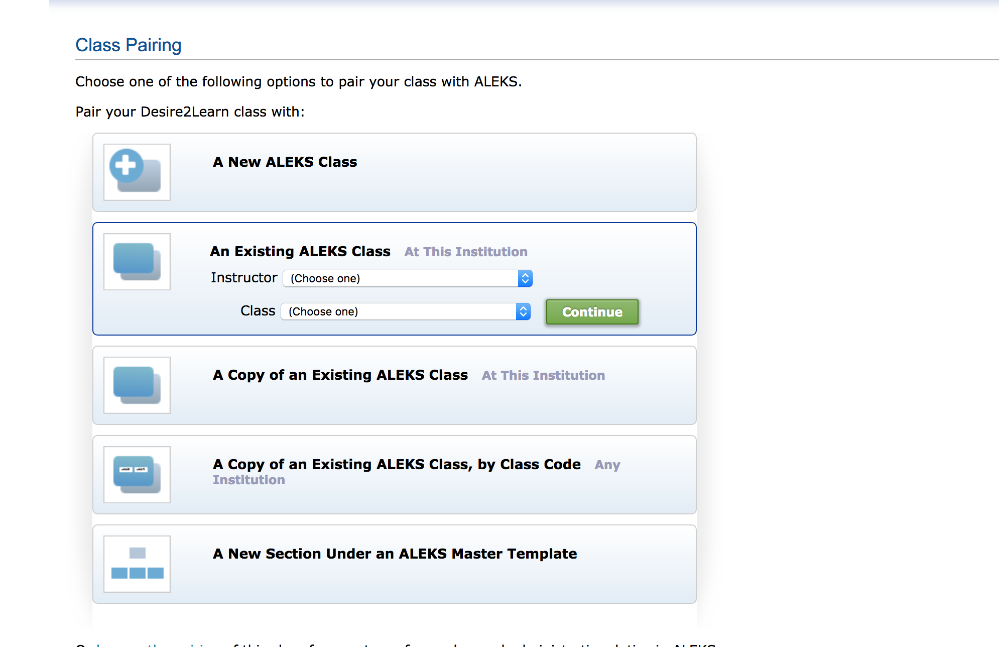 Class Pairing
Choose one of the following options to pair your class with ALEKS.
Pair your Desire2Learn class with:
A New ALEKS Class
An Existing ALEKS Class At This Institution
Instructor (Choose one)
Class (Choose one) Continue
A Copy of an Existing ALEKS Class At This Institution
A Copy of an Existing ALEKS Class, by Class Code Any
Institution
A New Section Under an ALEKS Master Template